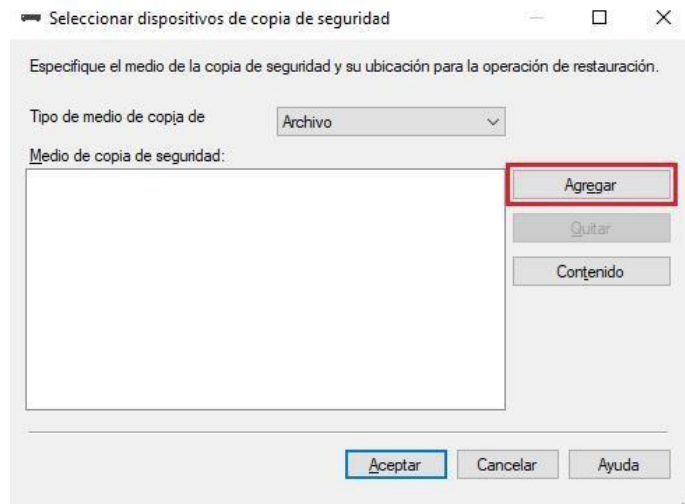 Seleccionar dispositivos de copia de seguridad
Especifique el medio de la copia de seguridad y su ubicación para la operación de restauración.
Tipo de medio de copia de
Archivo
Medio de copia de seguridad:
Agregar
Quitar
Contenido
Aceptar
Cancelar
Ayuda